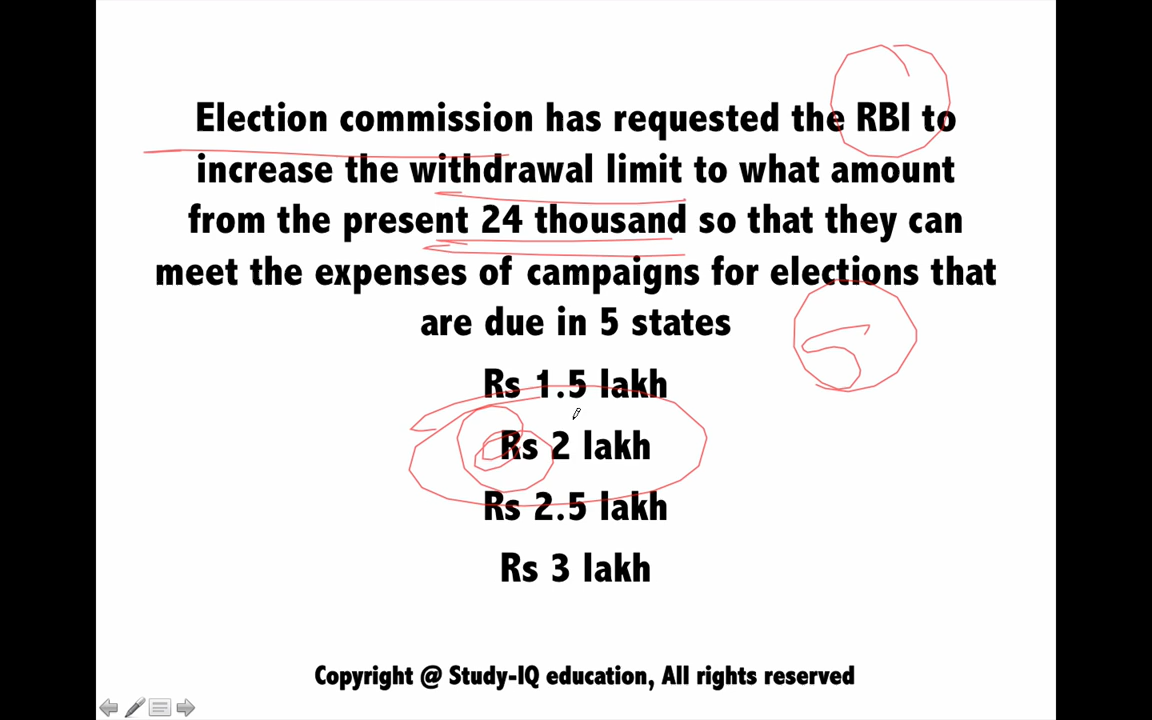 Election commission has requested the RBI to
increase the withdrawal limit to what amount
from the present 24 thousand so that they can
meet the expenses of campaigns for elections that
are due in 5 states
Rs 1.5 lakh
Rs 2 lakh
Rs 2.5 lakh
Rs 3 lakh
Copyright @ Study-IQ education, All rights reserved